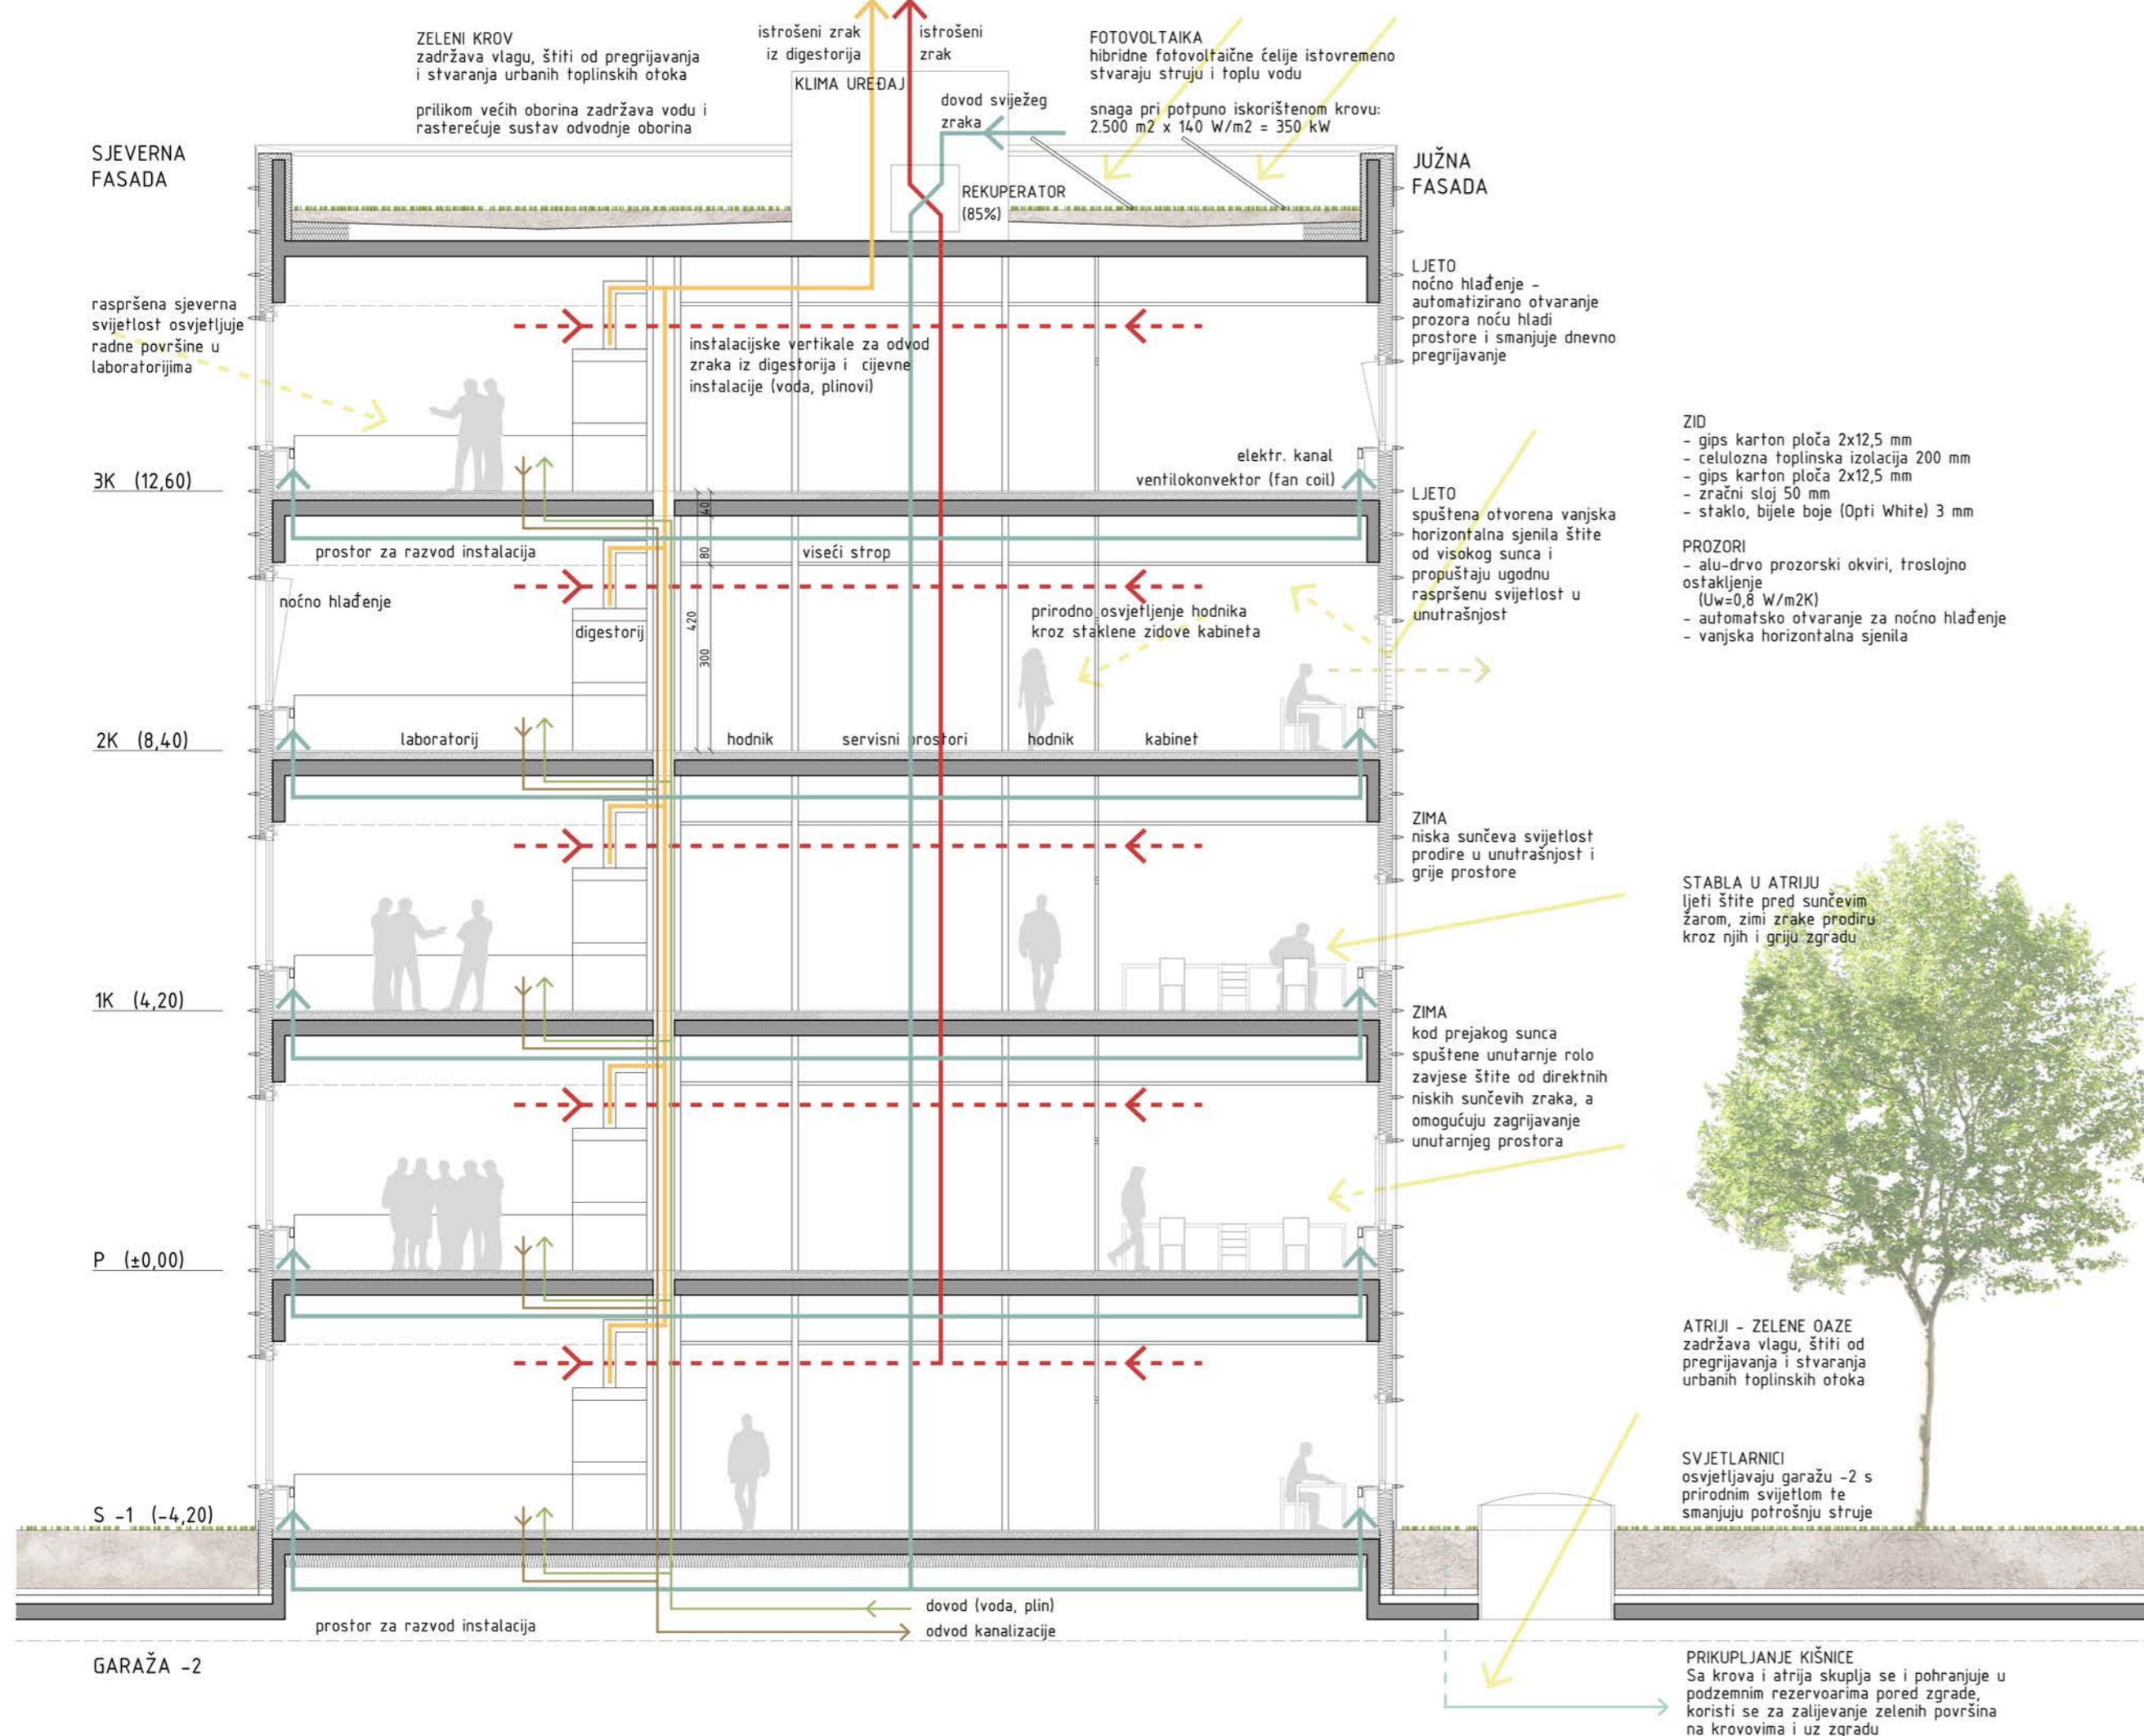 ZELENI KROV
zadržava vlagu, štiti od pregrijavanja
i stvaranja urbanih toplinskih otoka
prilikom većih oborina zadržava vodu i
rasterećuje sustav odvodnje oborina
istrošeni zrak
iz digestorija
istrošeni
zrak
KLIMA UREĐAJ
dovod sviježeg
zraka
REKUPERATOR
(85%)
FOTOVOLTAIKA
hibridne fotovoltaične ćelije istovremeno
stvaraju struju i toplu vodu
snaga pri potpuno iskorištenom krovu:
2.500 m2 x 140 W/m2 = 350 kW
SJEVERNA
FASADA
JUŽNA
FASADA
raspršena sjeverna
svijetlost osvjetljuje
radne površine u
laboratorijima
instalacijske vertikale za odvod
zraka iz digestorija i cijevne
instalacije (voda, plinovi)
LJETO
noćno hlađenje -
automatizirano otvaranje
prozora noću hladi
prostore i smanjuje dnevno
pregrijavanje
elektr. kanal
ventilokonvektor (fan coil)
3K (12,60)
ZID
- gips karton ploča 2x12,5 mm
- celulozna toplinska izolacija 200 mm
- gips karton ploča 2x12,5 mm
- zračni sloj 50 mm
- staklo, bijele boje (Opti White) 3 mm
PROZORI
- alu-drvo prozorski okviri, troslojno
ostakljenje
(Uw=0,8 W/m2K)
- automatsko otvaranje za noćno hlađenje
- vanjska horizontalna sjenila
LJETO
spuštena otvorena vanjska
horizontalna sjenila štite
od visokog sunca i
propuštaju ugodnu
raspršenu svijetlost u
unutrašnjost
prostor za razvod instalacija
viseći strop
40
80
420
300
noćno hlađenje
digestorij
prirodno osvjetljenje hodnika
kroz staklene zidove kabineta
2K (8,40)
laboratorij
hodnik
servisni prostori
hodnik
kabinet
ZIMA
niska sunčeva svijetlost
prodire u unutrašnjost i
grije prostore
STABLA U ATRIJU
ljeti štite pred sunčevim
žarom, zimi zrake prodiru
kroz njih i griju zgradu
1K (4,20)
ZIMA
kod prejakog sunca
spuštene unutarnje rolo
zavjese štite od direktnih
niskih sunčevih zraka, a
omogućuju zagrijavanje
unutarnjeg prostora
P (±0,00)
ATRIJI - ZELENE OAZE
zadržava vlagu, štiti od
pregrijavanja i stvaranja
urbanih toplinskih otoka
SVJETLARNICI
osvjetljavaju garažu -2 s
prirodnim svijetlom te
smanjuju potrošnju struje
S -1 (-4,20)
dovod (voda, plin)
odvod kanalizacije
prostor za razvod instalacija
GARAŽA -2
PRIKUPLJANJE KIŠNICE
Sa krova i atrija skuplja se i pohranjuje u
podzemnim rezervoarima pored zgrade,
koristi se za zalijevanje zelenih površina
na krovovima i uz zgradu